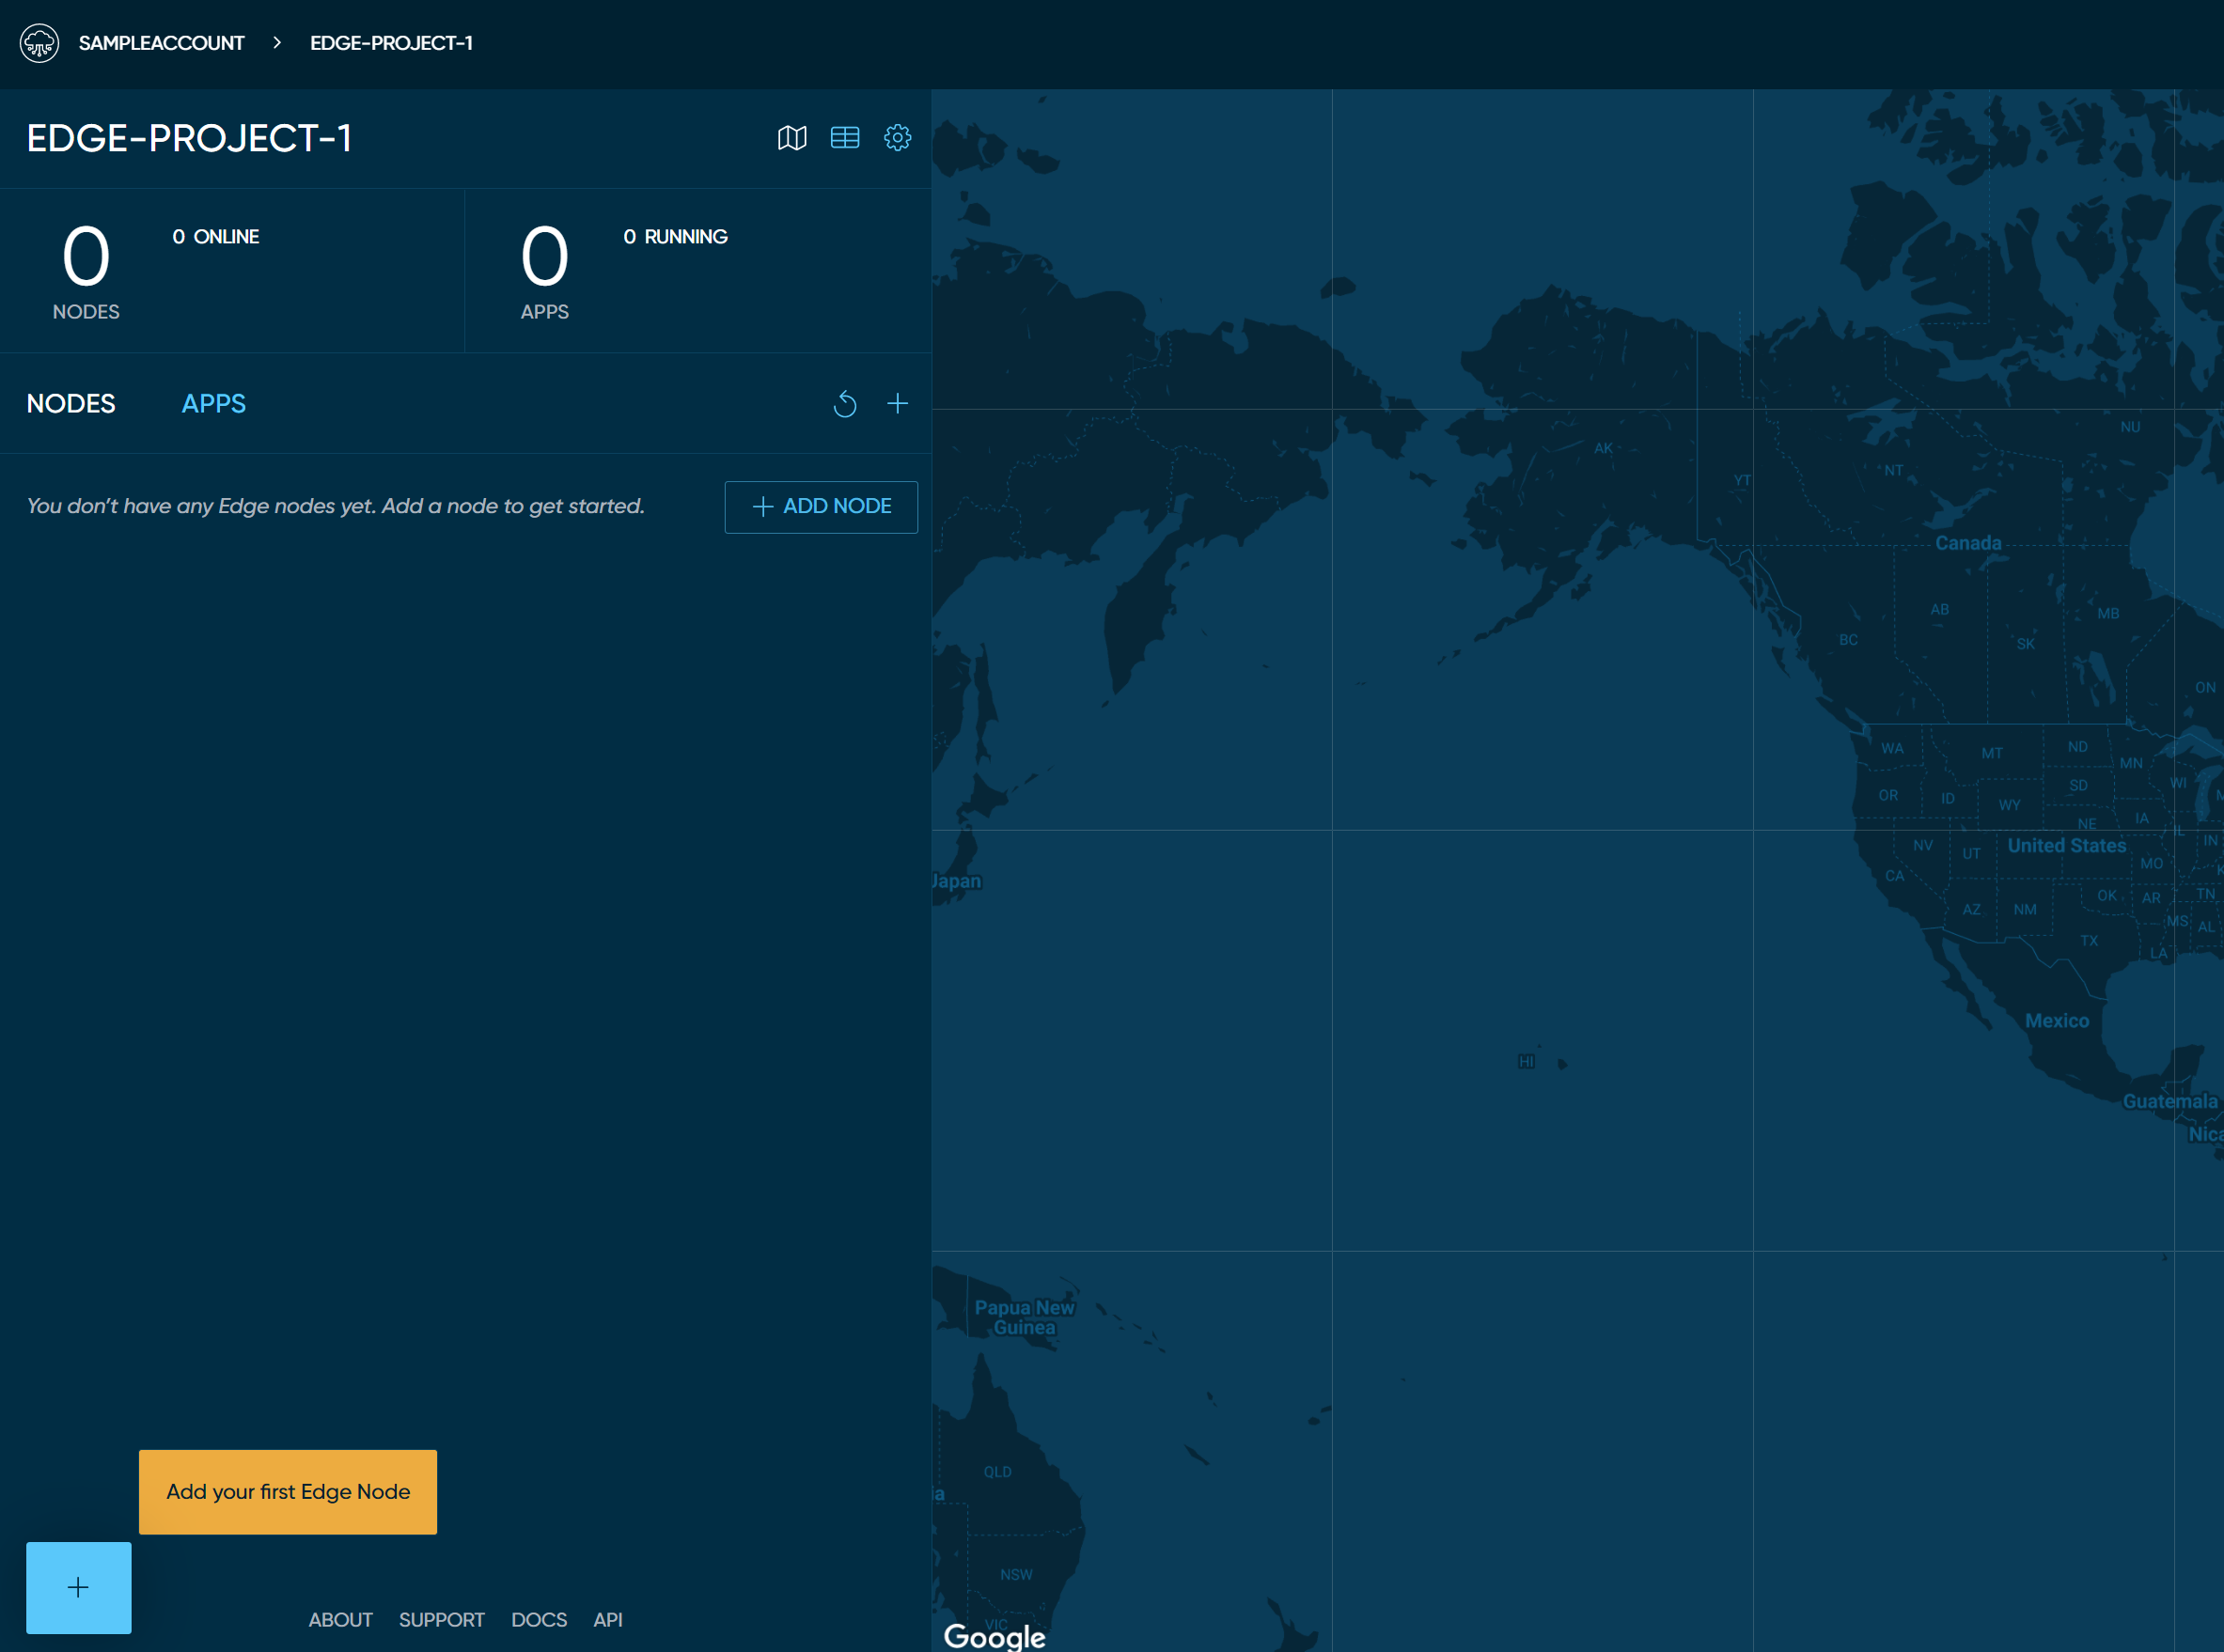 SAMPLEACCOUNT > EDGE-PROJECT-1
EDGE-PROJECT-1
0 0 ONLINE
NODES
0 0 RUNNING
APPS
NODES APPS
You don’t have any Edge nodes yet. Add a node to get started.
+ ADD NODE
Add your first Edge Node
+
ABOUT SUPPORT DOCS API
NU
AK
NT
YT
Canada
AB
MB
BC
SK
ON
WA
MT
ND
MN
WI
SD
OR
ID
WY
IA
NE
IL
IN
NV
United States
UT
MO
CA
Japan
OK
AR
TN
AZ
NM
MS
AL
TX
LA
Mexico
HI
Guatemala
Nica
Papua New
Guinea
QLD
ia
NSW
VIC
Google